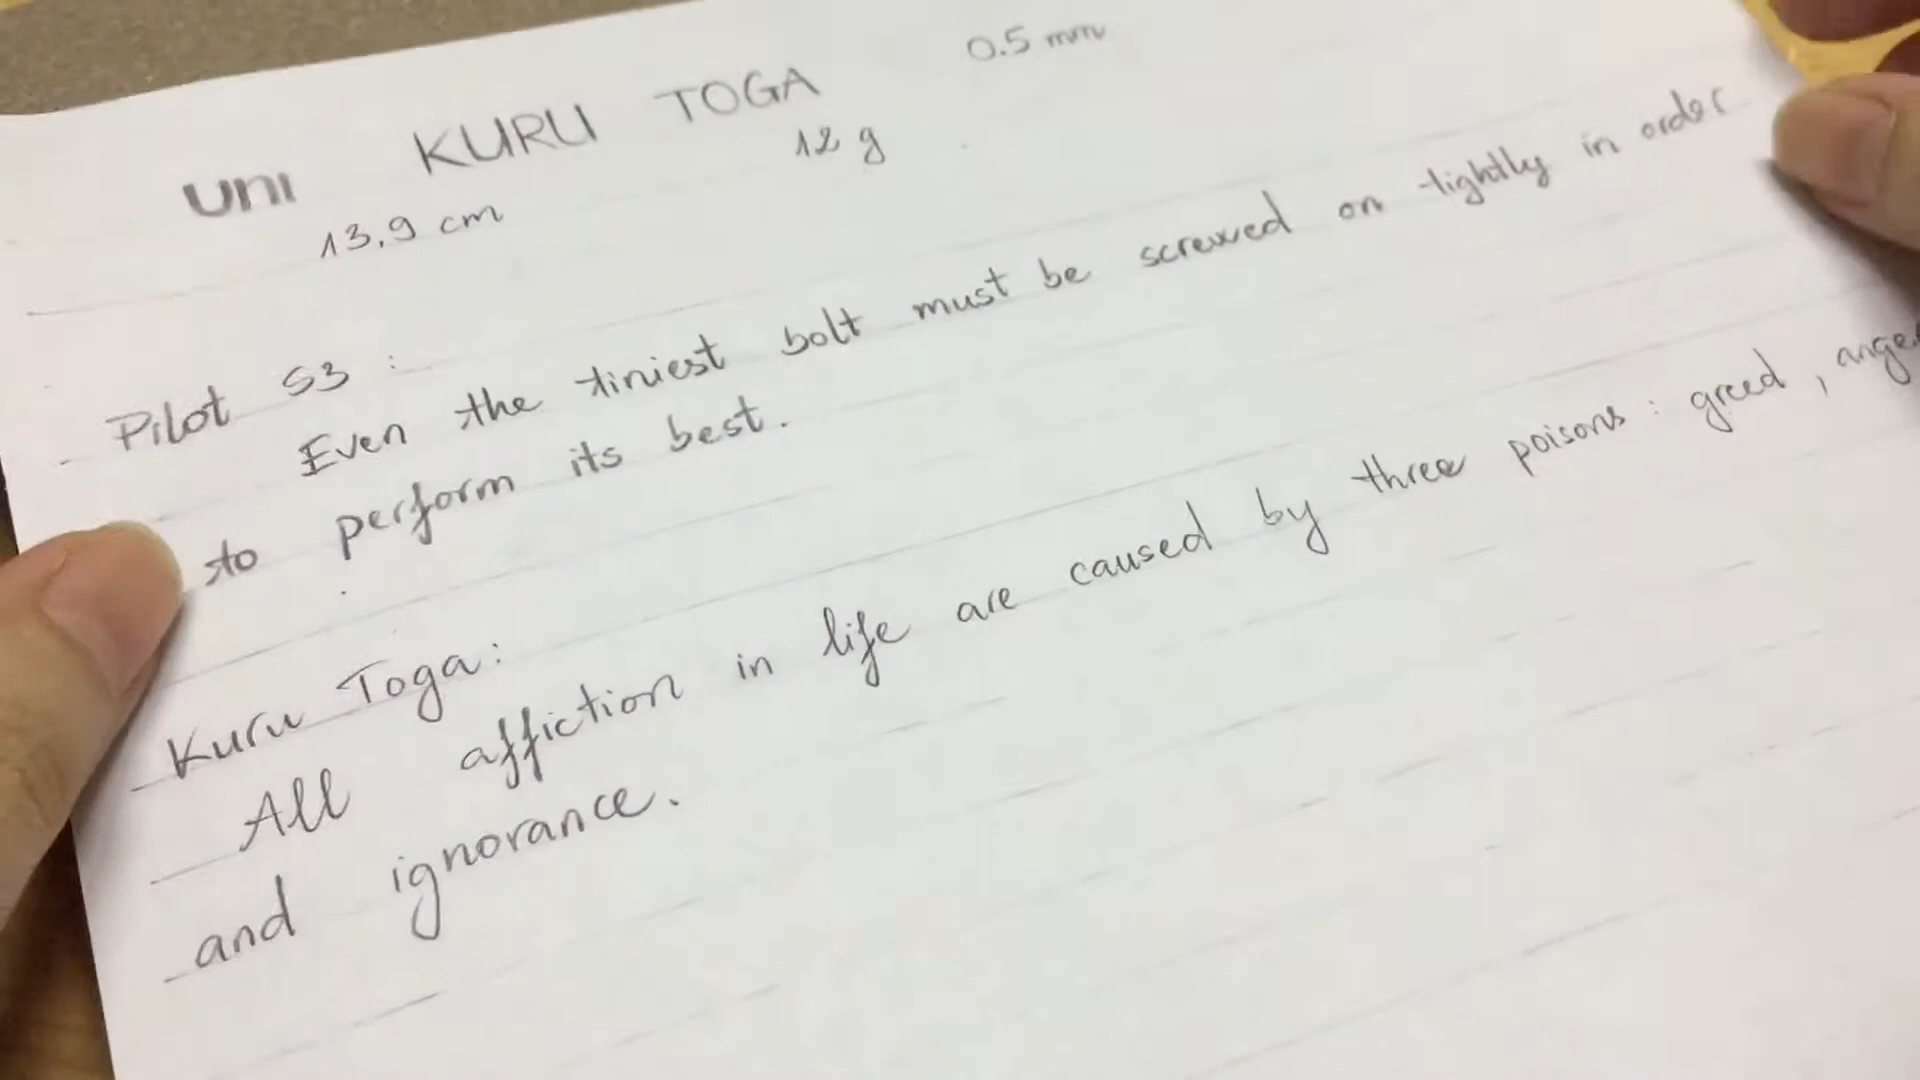 uni KURU TOGA 0.5 mm
13,9 cm 12 g
Pilot S3 :
Even the tiniest bolt must be screwed on tightly in order
to perform its best.
Kuru Toga:
All affiction in life are caused by three poisons : greed , anger
and ignorance.